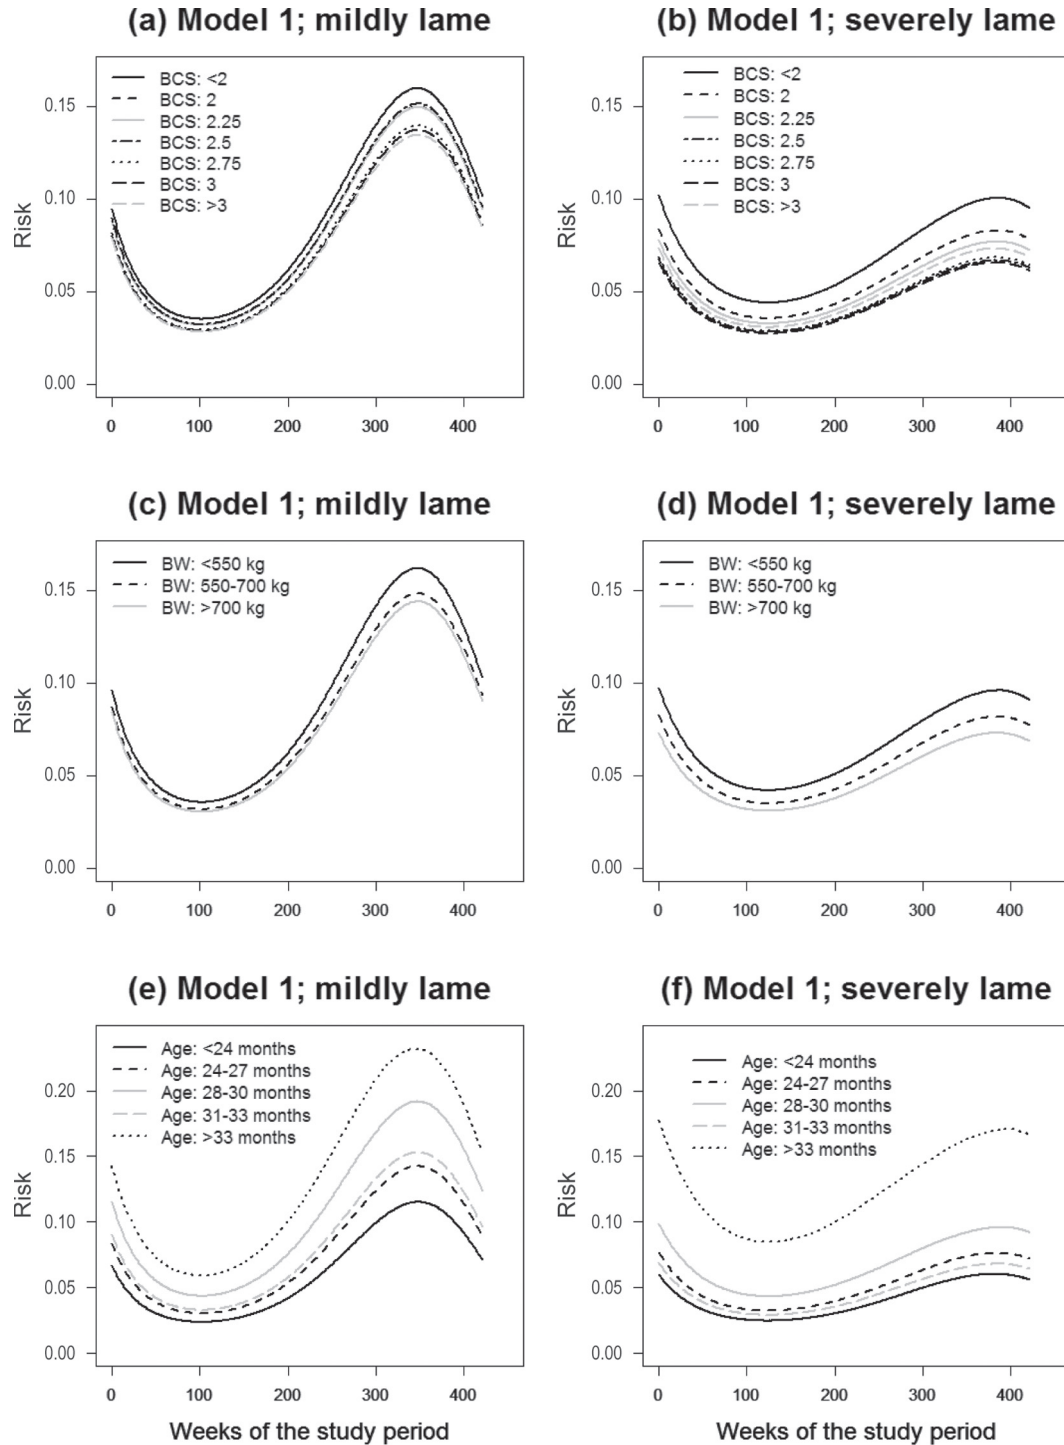 (a) Model 1; mildly lame
BCS: <2
BCS: 2
BCS: 2.25
BCS: 2.5
BCS: 2.75
BCS: 3
BCS: >3
0.15
0.10
0.05
0.00
Risk
0 100 200 300 400
(b) Model 1; severely lame
BCS: <2
BCS: 2
BCS: 2.25
BCS: 2.5
BCS: 2.75
BCS: 3
BCS: >3
0.15
0.10
0.05
0.00
Risk
0 100 200 300 400
(c) Model 1; mildly lame
BW: <550 kg
BW: 550-700 kg
BW: >700 kg
0.15
0.10
0.05
0.00
Risk
0 100 200 300 400
(d) Model 1; severely lame
BW: <550 kg
BW: 550-700 kg
BW: >700 kg
0.15
0.10
0.05
0.00
Risk
0 100 200 300 400
(e) Model 1; mildly lame
Age: <24 months
Age: 24-27 months
Age: 28-30 months
Age: 31-33 months
Age: >33 months
0.20
0.15
0.10
0.05
0.00
Risk
0 100 200 300 400
Weeks of the study period
(f) Model 1; severely lame
Age: <24 months
Age: 24-27 months
Age: 28-30 months
Age: 31-33 months
Age: >33 months
0.20
0.15
0.10
0.05
0.00
Risk
0 100 200 300 400
Weeks of the study period